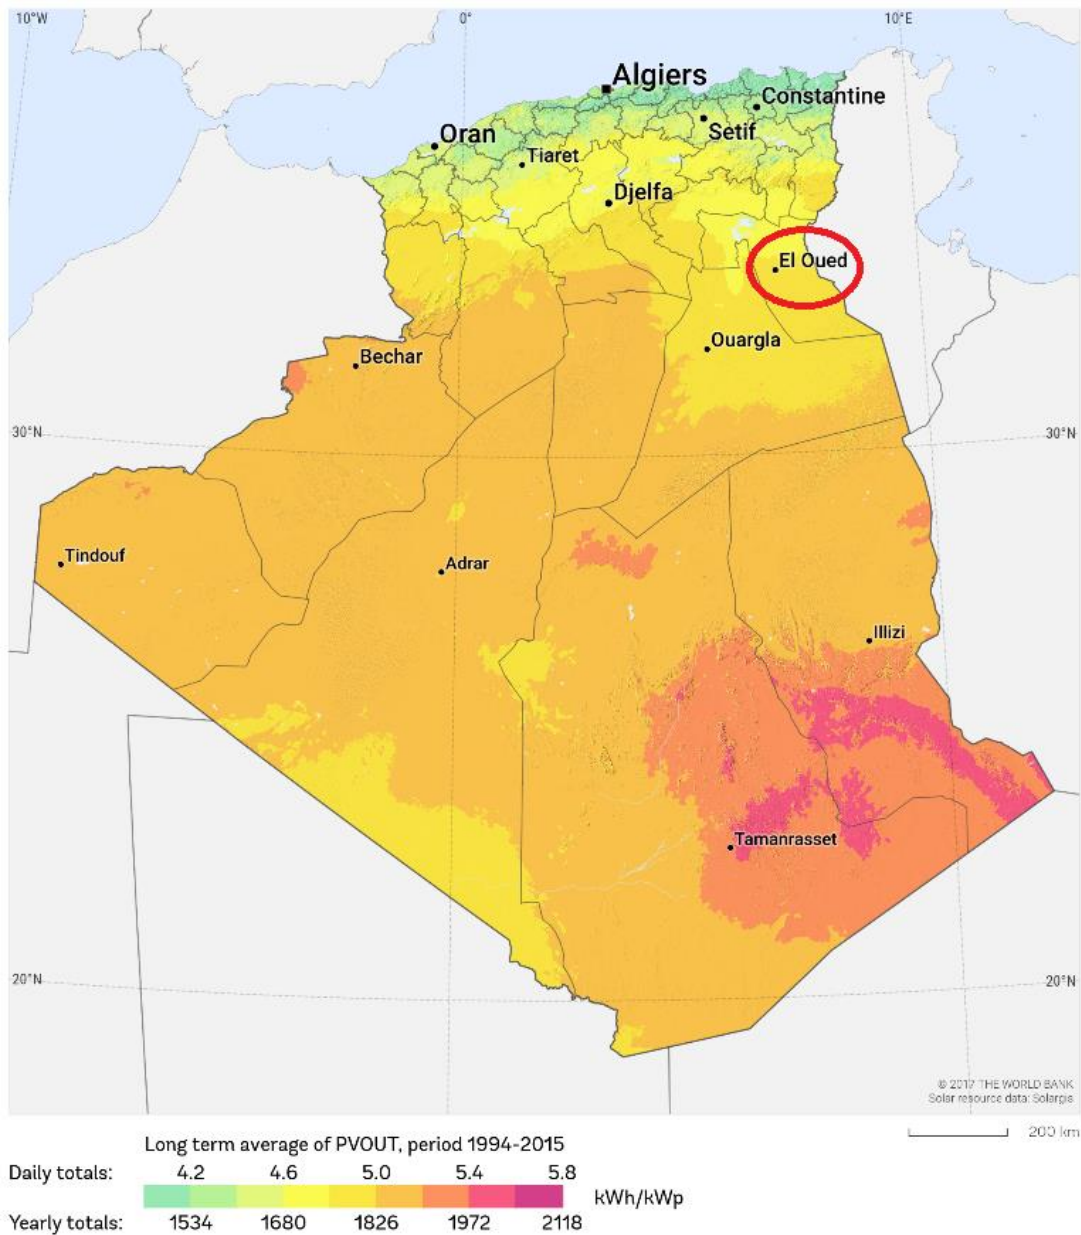 10°W 0° 10°E
Algiers
Constantine
Setif
Oran
Tiaret
Djelfa
El Oued
Ouargla
Bechar
30°N 30°N
Tindouf
Adrar
Illizi
Tamanrasset
20°N 20°N
© 2017 THE WORLD BANK
Solar resource data: Solargis
200 km
Long term average of PVOUT, period 1994-2015
Daily totals: 4.2 4.6 5.0 5.4 5.8
kWh/kWp
Yearly totals: 1534 1680 1826 1972 2118